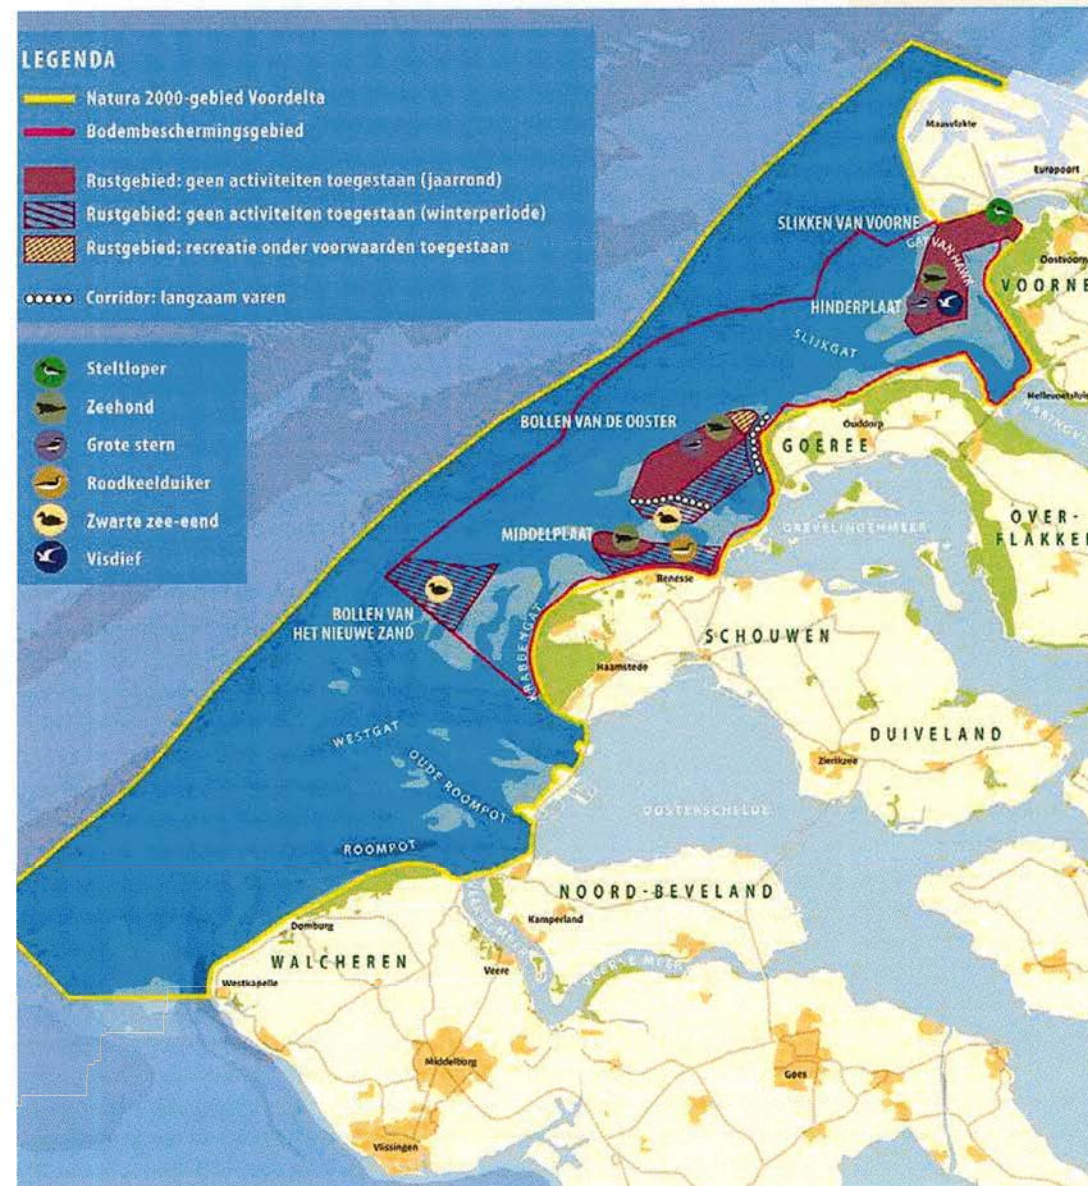 LEGENDA
Natura 2000-gebied Voordelta
Bodembeschermingsgebied
Rustgebied: geen activiteiten toegestaan (jaarrond)
Rustgebied: geen activiteiten toegestaan (winterperiode)
Rustgebied: recreatie onder voorwaarden toegestaan
Corridor: langzaam varen
Steltloper
Zeehond
Grote stern
Roodkeelduiker
Zwarte zee-eend
Visdief
Maasvlakte
Europoort
SLIKKEN VAN VOORNE
GAT VAN HAWK
Oostvoorne
VOORNE
HINDERPLAAT
SLIJKGAT
Hellevoetsluis
BOLLEN VAN DE OOSTER
Ouddorp
GOEREE
GREVELINGENMEER
OVER-
FLAKKEE
MIDDELPLAAT
Renesse
BOLLEN VAN
HET NIEUWE ZAND
KRABBENGAT
SCHOUWEN
Haamstede
WESTGAT
DUIVELAND
Zierikzee
OUDE ROOMPOT
OOSTERSCHELDE
ROOMPOT
NOORD-BEVELAND
Kamperland
Domburg
WALCHEREN
Veere
VEERSE MEER
Westkapelle
Middelburg
Goes
Vlissingen